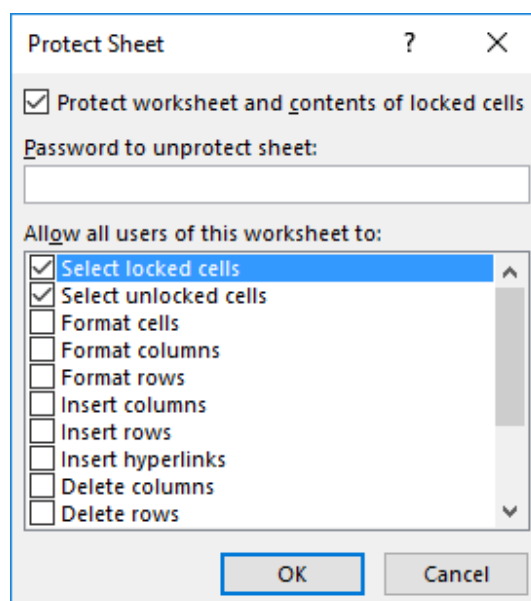 Protect Sheet ?
Protect worksheet and contents of locked cells
Password to unprotect sheet:
Allow all users of this worksheet to:
Select locked cells
Select unlocked cells
Format cells
Format columns
Format rows
Insert columns
Insert rows
Insert hyperlinks
Delete columns
Delete rows
OK Cancel